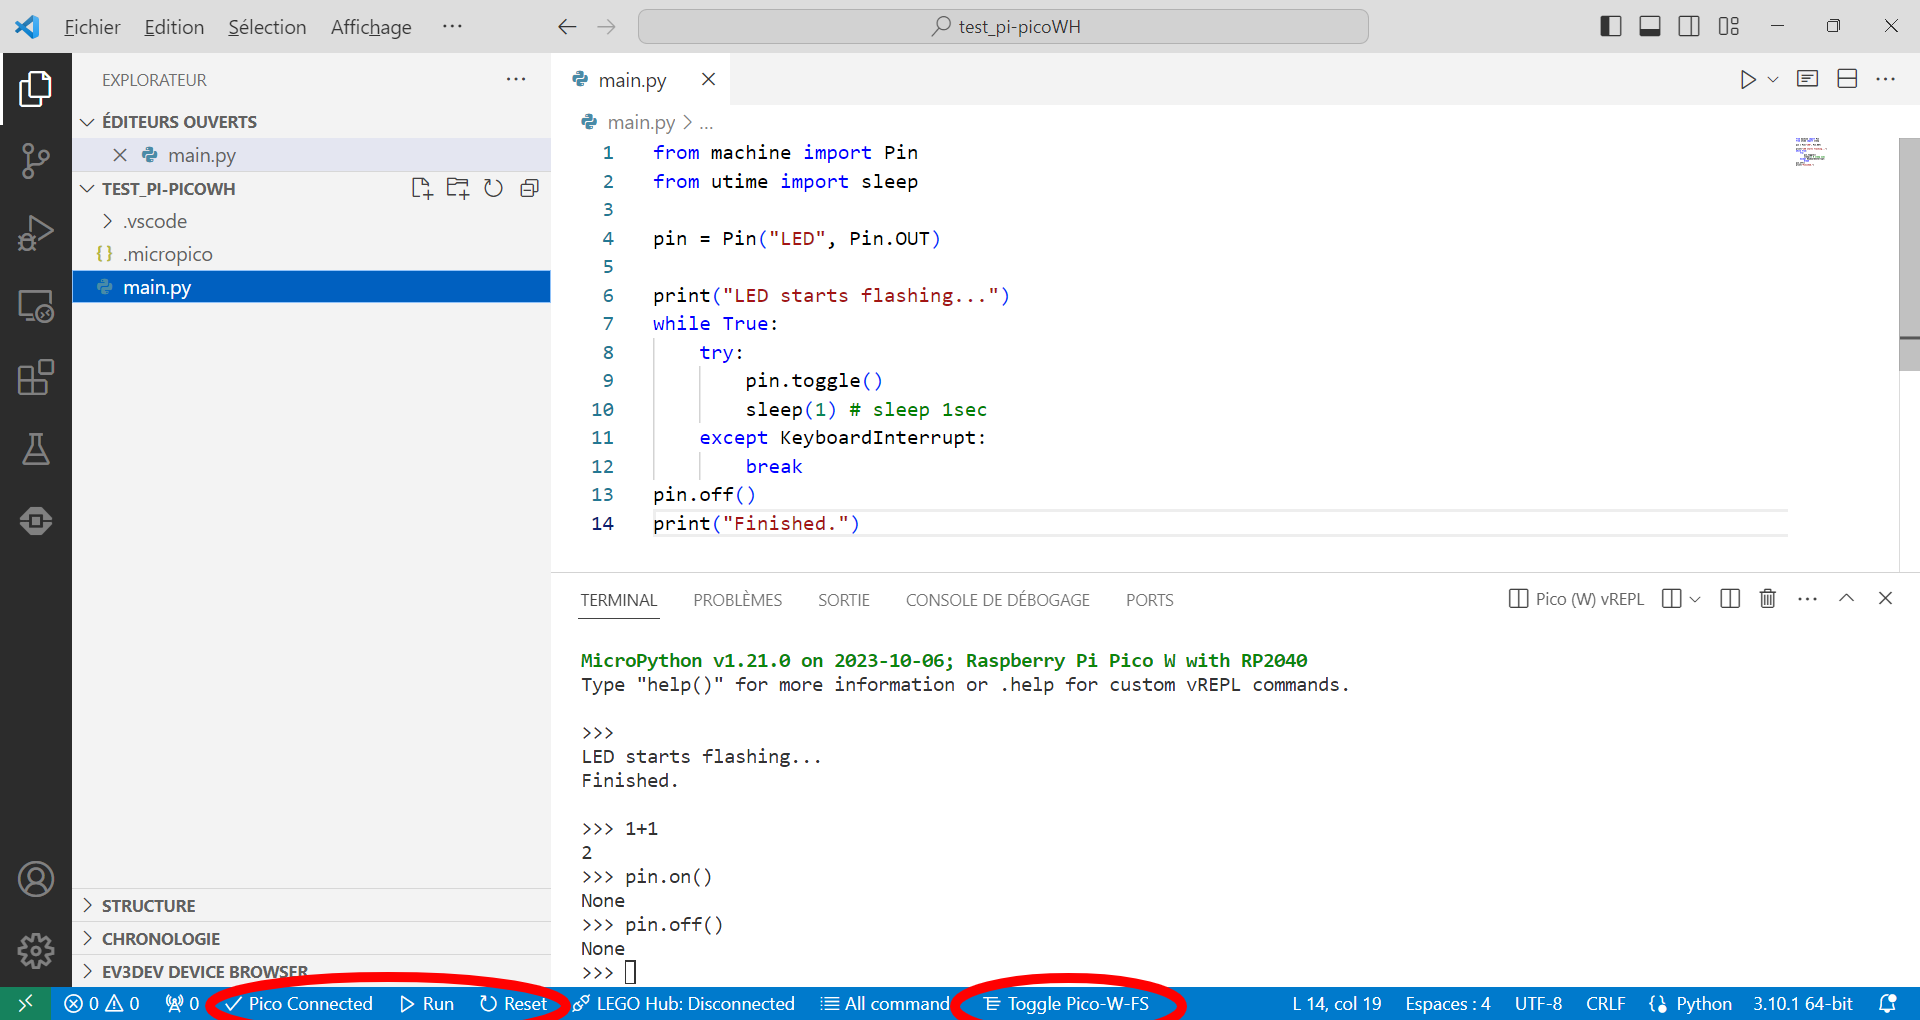 Fichier Edition Sélection Affichage ··· test_pi-picoWH
EXPLORATEUR ···
ÉDITEURS OUVERTS
main.py
TEST_PI-PICOWH
.vscode
{} .micropico
main.py
STRUCTURE
CHRONOLOGIE
EV3DEV DEVICE BROWSER
main.py
main.py > ...
1 from machine import Pin
2 from utime import sleep
3
4 pin = Pin("LED", Pin.OUT)
5
6 print("LED starts flashing...")
7 while True:
8 try:
9 pin.toggle()
10 sleep(1) # sleep 1sec
11 except KeyboardInterrupt:
12 break
13 pin.off()
14 print("Finished.")
TERMINAL PROBLÈMES SORTIE CONSOLE DE DÉBOGAGE PORTS Pico (W) vREPL
MicroPython v1.21.0 on 2023-10-06; Raspberry Pi Pico W with RP2040
Type "help()" for more information or .help for custom vREPL commands.
>>>
LED starts flashing...
Finished.
>>> 1+1
2
>>> pin.on()
None
>>> pin.off()
None
>>>
0 0 0 Pico Connected Run Reset LEGO Hub: Disconnected All command Toggle Pico-W-FS L 14, col 19 Espaces : 4 UTF-8 CRLF Python 3.10.1 64-bit